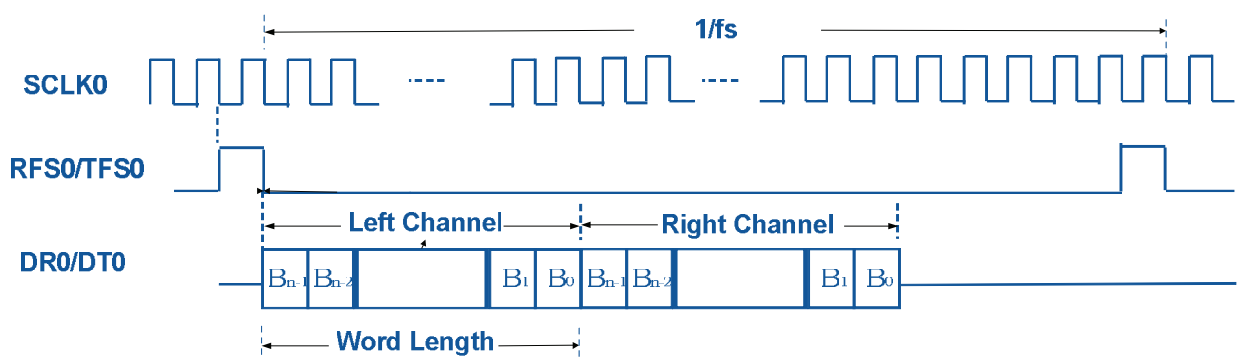 1/fs
SCLK0
RFS0/TFS0
Left Channel Right Channel
DR0/DT0
Bn-1 Bn-2 B1 B0 Bn-1 Bn-2 B1 B0
Word Length